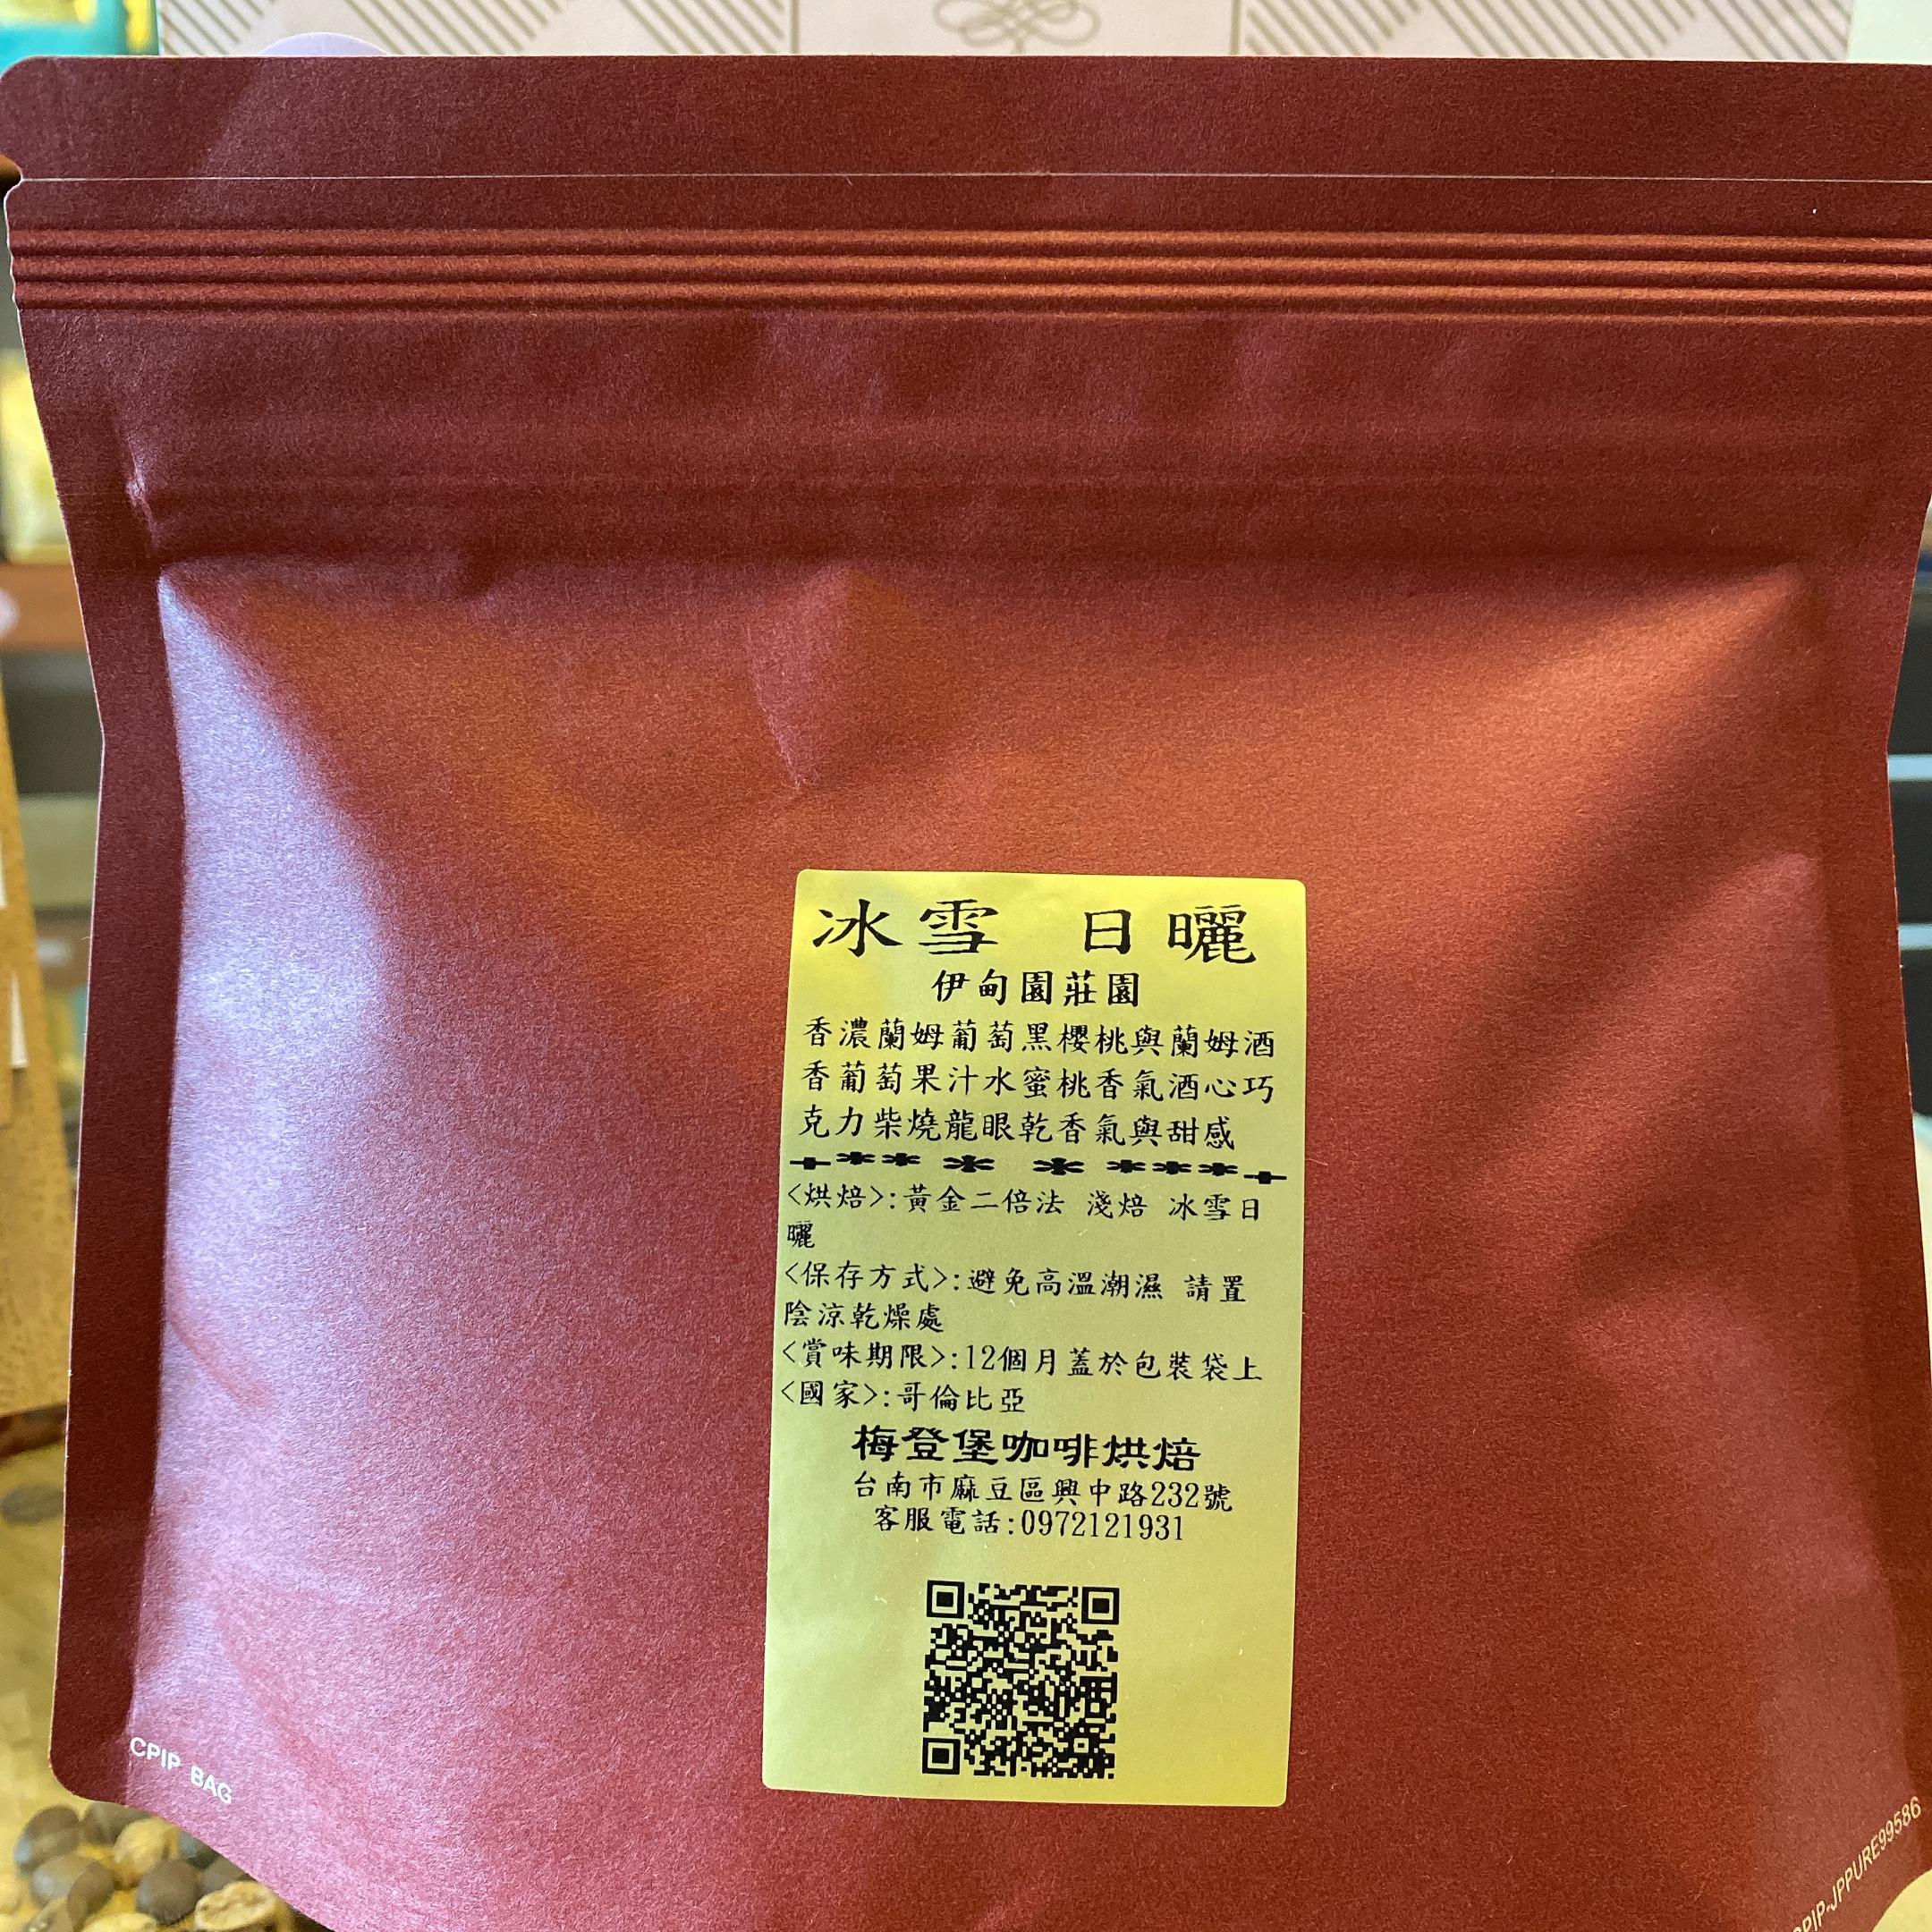 冰雪 日曬
伊甸園莊園
香濃蘭姆葡萄黑櫻桃與蘭姆酒
香葡萄果汁水蜜桃香氣酒心巧
克力柴燒龍眼乾香氣與甜感
<烘焙>:黃金二倍法 淺焙 冰雪日
曬
<保存方式>:避免高溫潮濕 請置
陰涼乾燥處
<賞味期限>:12個月蓋於包裝袋上
<國家>:哥倫比亞
梅登堡咖啡烘焙
台南市麻豆區興中路232號
客服電話:0972121931
CPIP BAG
CPIP-JPPURE99586